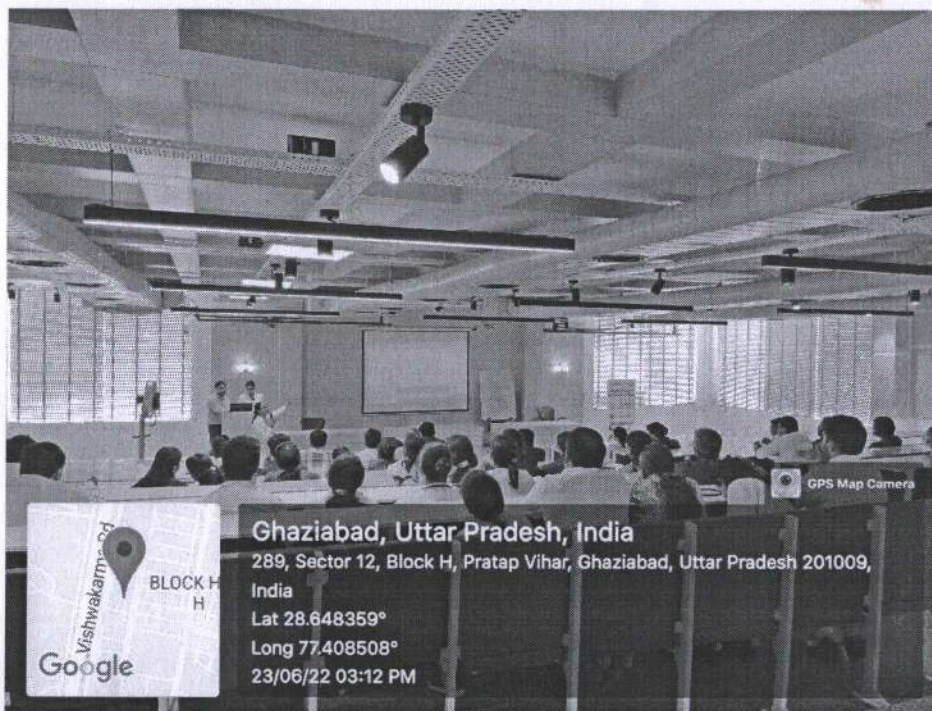 GPS Map Camera
Ghaziabad, Uttar Pradesh, India
289, Sector 12, Block H, Pratap Vihar, Ghaziabad, Uttar Pradesh 201009,
India
Lat 28.648359°
Long 77.408508°
23/06/22 03:12 PM
Vishwakarma Rd
BLOCK H
H
Google